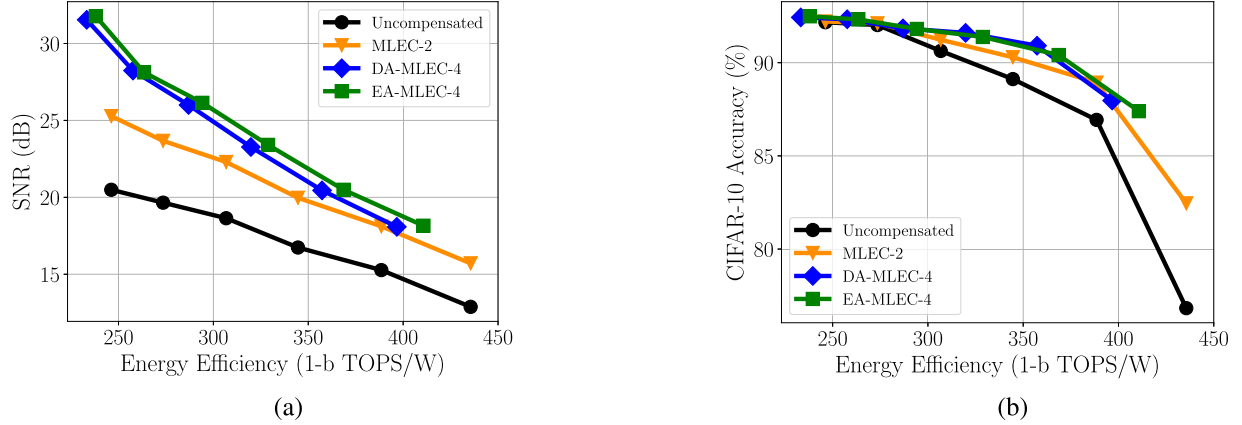 30
25
20
15
SNR (dB)
Uncompensated
MLEC-2
DA-MLEC-4
EA-MLEC-4
250 300 350 400 450
Energy Efficiency (1-b TOPS/W)
(a)
90
85
80
CIFAR-10 Accuracy (%)
Uncompensated
MLEC-2
DA-MLEC-4
EA-MLEC-4
250 300 350 400 450
Energy Efficiency (1-b TOPS/W)
(b)